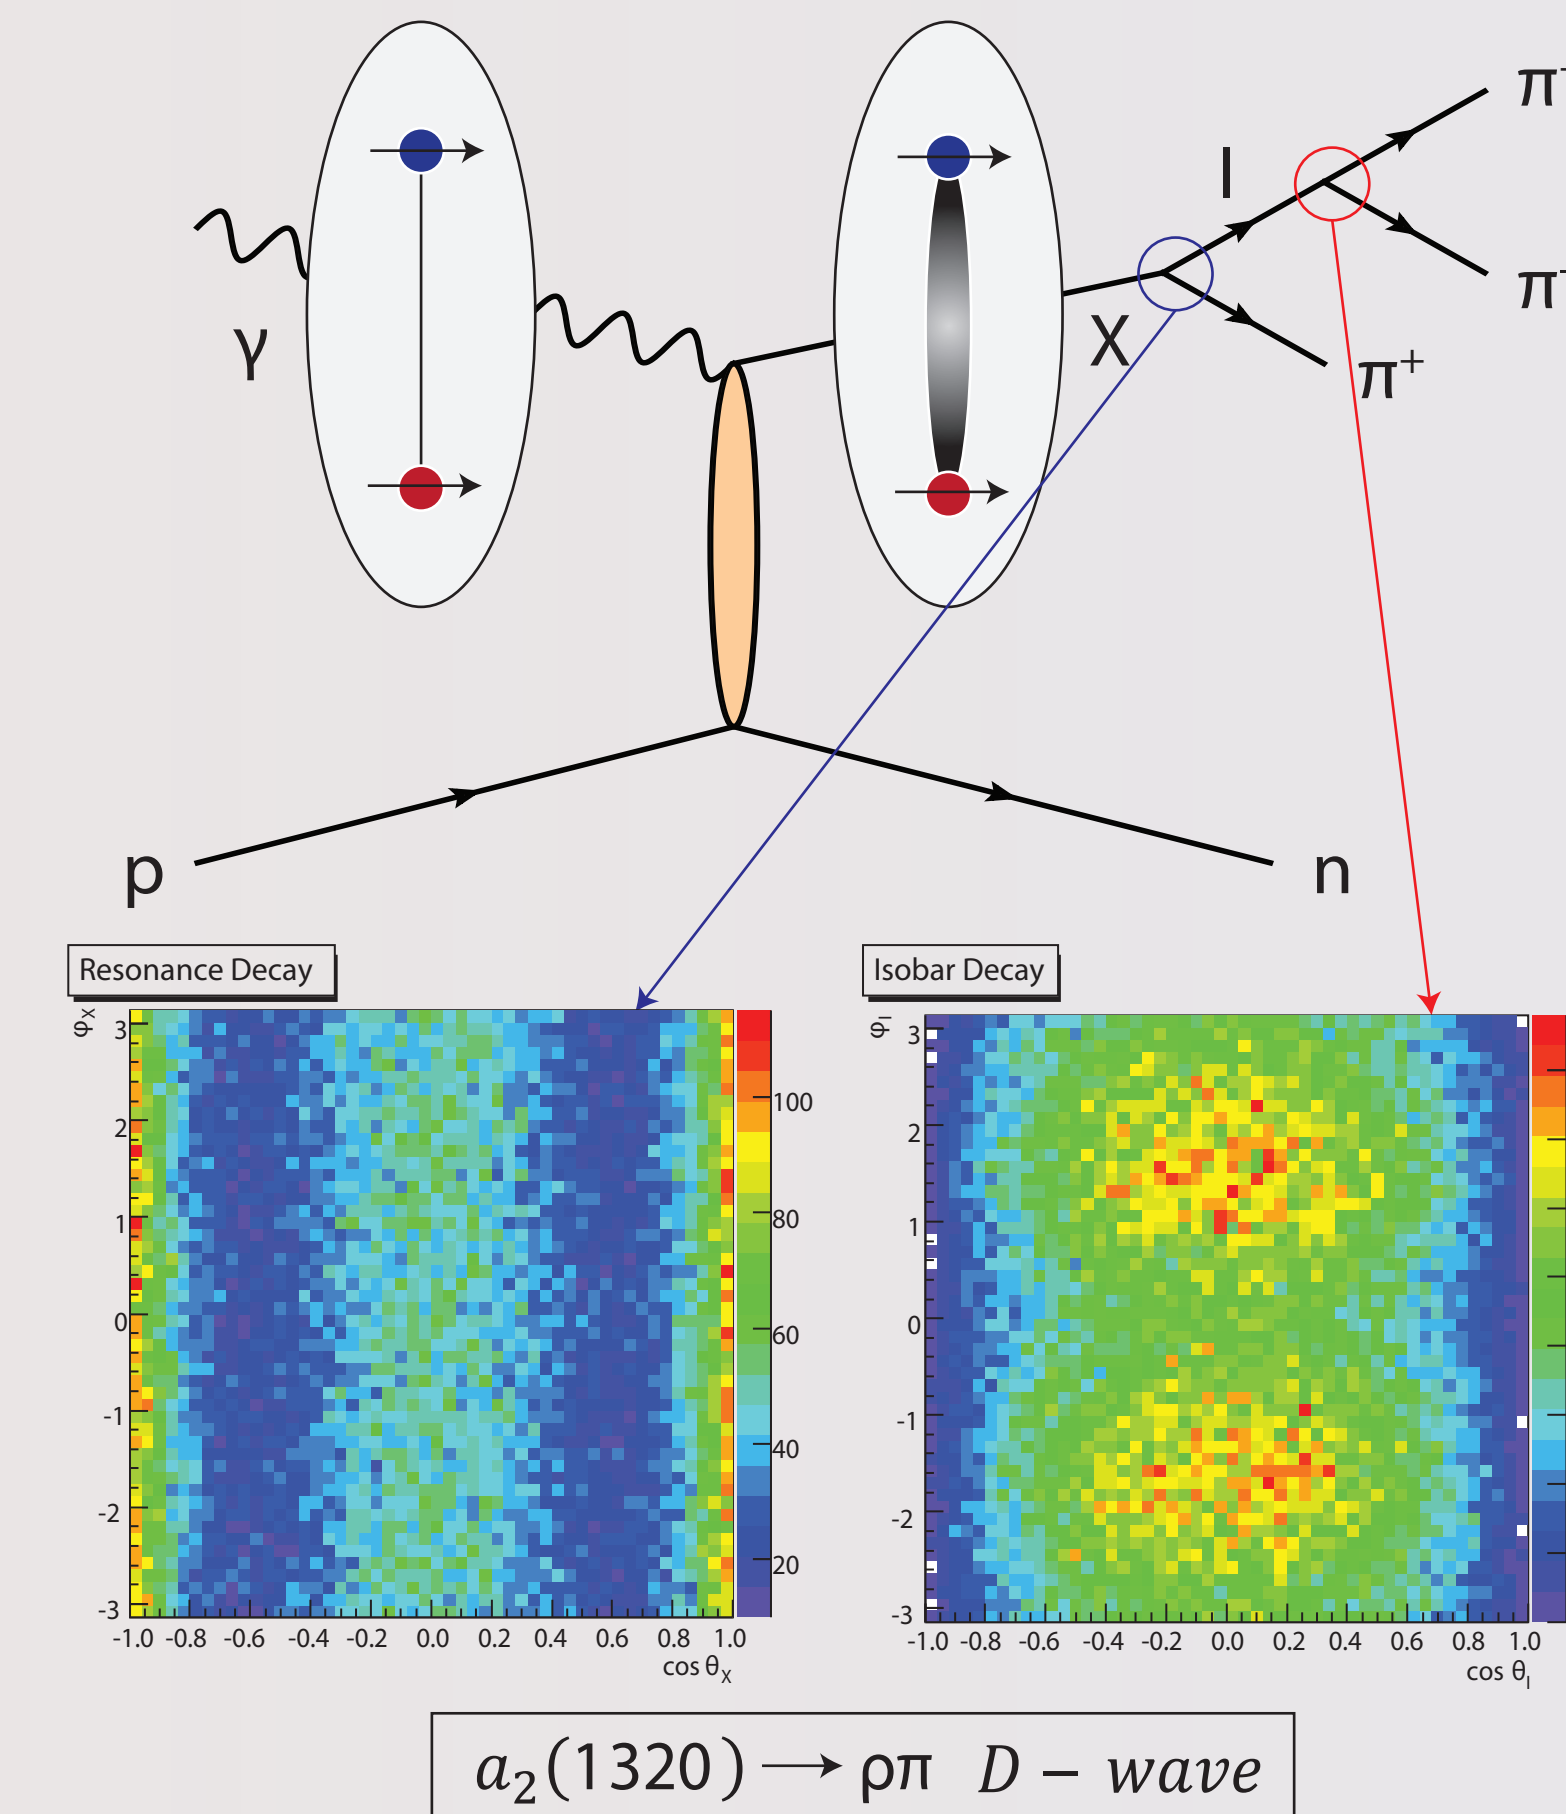 π
I
π
γ
X
π⁺
p
n
Resonance Decay
Isobar Decay
φX
3
2
1
0
-1
-2
-3
-1.0 -0.8 -0.6 -0.4 -0.2 0.0 0.2 0.4 0.6 0.8 1.0
cos θX
100
80
60
40
20
φI
3
2
1
0
-1
-2
-3
-1.0 -0.8 -0.6 -0.4 -0.2 0.0 0.2 0.4 0.6 0.8 1.0
cos θI
a₂(1320) → ρπ D – wave